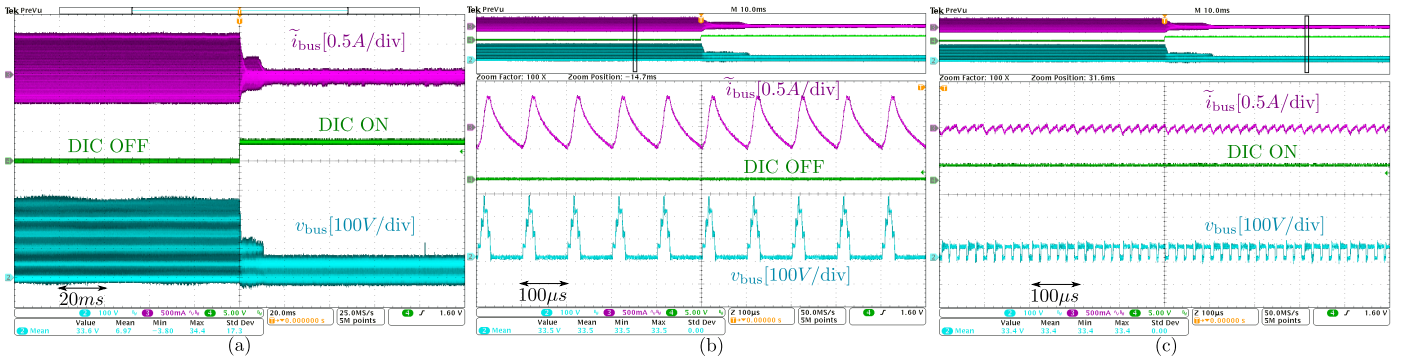 Tek PreVu
ĩbus[0.5A/div]
DIC OFF
DIC ON
vbus[100V/div]
20ms
2 100 V
3 500mA
4 5.00 V
20.0ms
0.00000 s
25.0MS/s
5M points
4 1.60 V
Value Mean Min Max Std Dev
2 Mean 33.6 V 6.97 -3.80 34.4 17.3
(a)
Tek PreVu M 10.0ms
Zoom Factor: 100 X Zoom Position: -14.7ms
ĩbus[0.5A/div]
DIC OFF
vbus[100V/div]
100μs
2 100 V
3 500mA
4 5.00 V
Z 100μs
0.00000 s
50.0MS/s
5M points
4 1.60 V
Value Mean Min Max Std Dev
2 Mean 33.5 V 33.5 33.5 33.5 0.00
(b)
Tek PreVu M 10.0ms
Zoom Factor: 100 X Zoom Position: 31.6ms
ĩbus[0.5A/div]
DIC ON
vbus[100V/div]
100μs
2 100 V
3 500mA
4 5.00 V
Z 100μs
0.00000 s
50.0MS/s
5M points
4 1.60 V
Value Mean Min Max Std Dev
2 Mean 33.4 V 33.4 33.4 33.4 0.00
(c)